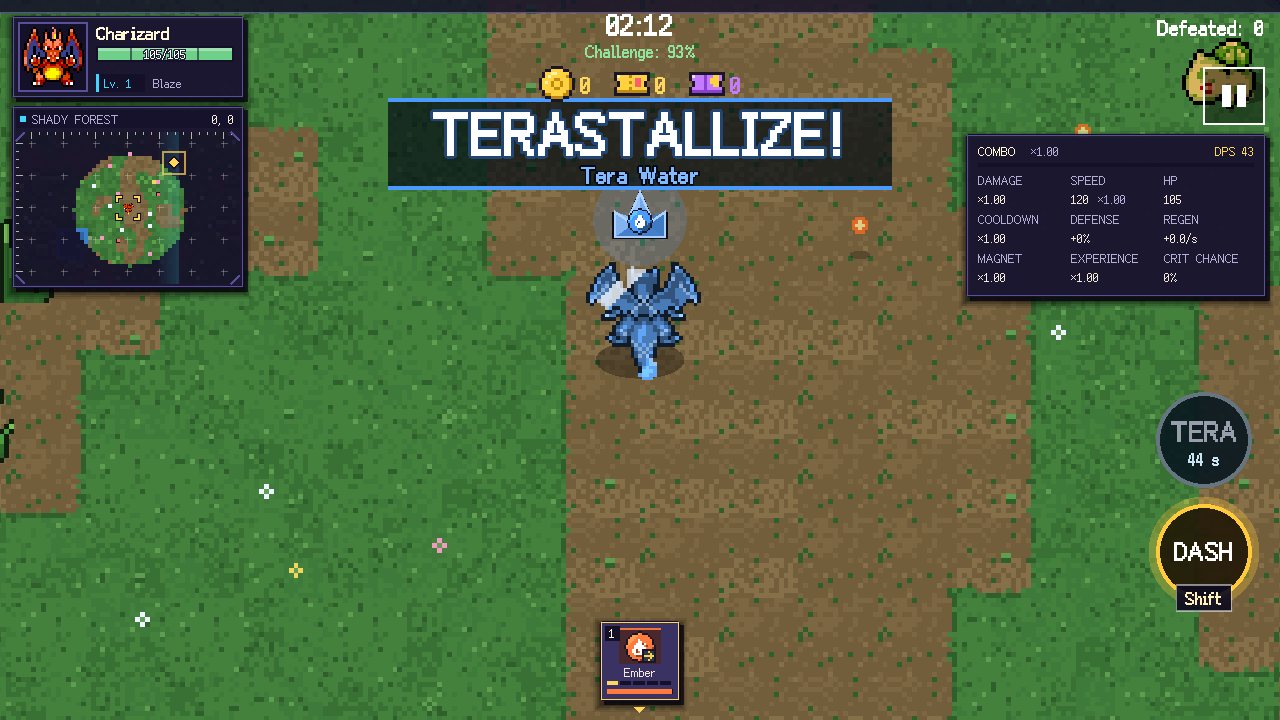 Charizard
105/105
Lv. 1 Blaze
SHADY FOREST 0, 0
02:12
Challenge: 93%
0 0 0
TERASTALLIZE!
Tera Water
Defeated: 0
COMBO ×1.00 DPS 43
DAMAGE SPEED HP
×1.00 120 ×1.00 105
COOLDOWN DEFENSE REGEN
×1.00 +0% +0.0/s
MAGNET EXPERIENCE CRIT CHANCE
×1.00 ×1.00 0%
TERA
44 s
DASH
Shift
1
Ember